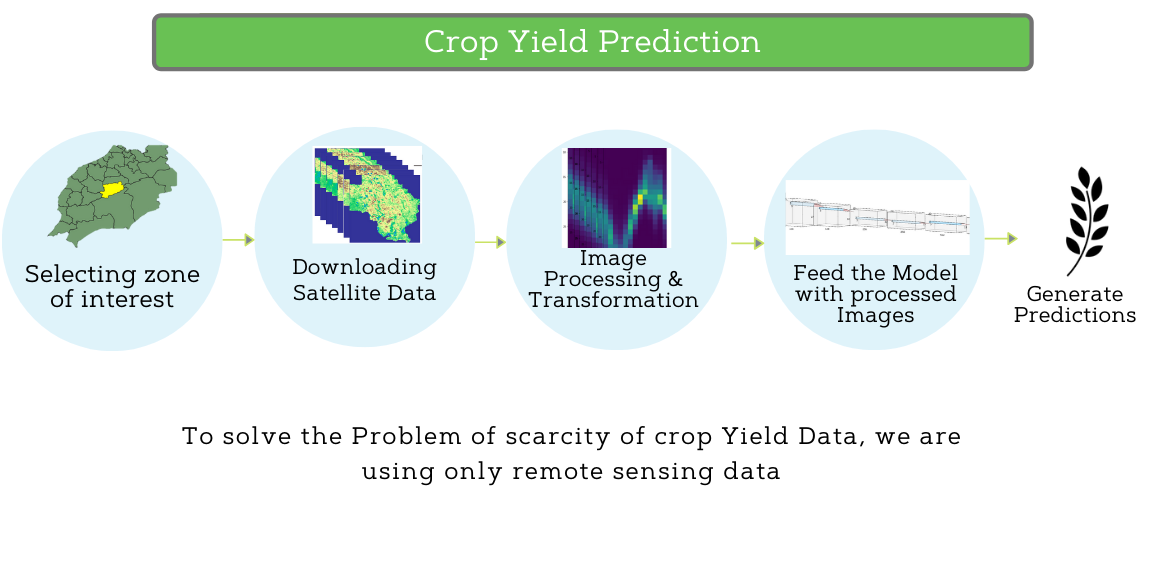 Crop Yield Prediction
Selecting zone
of interest
Downloading
Satellite Data
Image
Processing &
Transformation
Feed the Model
with processed
Images
Generate
Predictions
To solve the Problem of scarcity of crop Yield Data, we are
using only remote sensing data